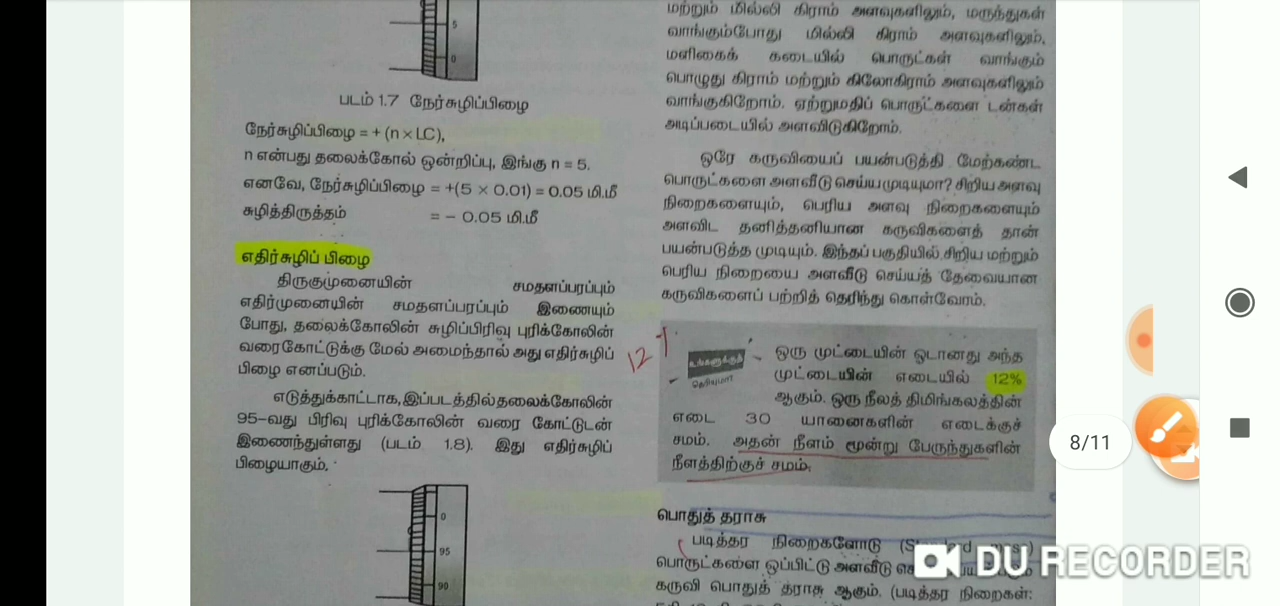 5
0
படம் 1.7 நேர்சுழிப்பிழை
நேர்சுழிப்பிழை = + (n × LC),
n என்பது தலைக்கோல் ஒன்றிப்பு, இங்கு n = 5.
எனவே, நேர்சுழிப்பிழை = +(5 × 0.01) = 0.05 மி.மீ
சுழித்திருத்தம் = – 0.05 மி.மீ
எதிர்சுழிப் பிழை
திருகுமுனையின் சமதளப்பரப்பும்
எதிர்முனையின் சமதளப்பரப்பும் இணையும்
போது, தலைக்கோலின் சுழிப்பிரிவு புரிக்கோலின்
வரைகோட்டுக்கு மேல் அமைந்தால் அது எதிர்சுழிப்
பிழை எனப்படும்.
எடுத்துக்காட்டாக, இப்படத்தில் தலைக்கோலின்
95–வது பிரிவு புரிக்கோலின் வரை கோட்டுடன்
இணைந்துள்ளது (படம் 1.8). இது எதிர்சுழிப்
பிழையாகும்.
0
95
90
மற்றும் மில்லி கிராம் அளவுகளிலும், மருந்துகள்
வாங்கும்போது மில்லி கிராம் அளவுகளிலும்,
மளிகைக் கடையில் பொருட்கள் வாங்கும்
பொழுது கிராம் மற்றும் கிலோகிராம் அளவுகளிலும்
வாங்குகிறோம். ஏற்றுமதிப் பொருட்களை டன்கள்
அடிப்படையில் அளவிடுகிறோம்.
ஒரே கருவியைப் பயன்படுத்தி மேற்கண்ட
பொருட்களை அளவீடு செய்ய முடியுமா? சிறிய அளவு
நிறைகளையும், பெரிய அளவு நிறைகளையும்
அளவிட தனித்தனியான கருவிகளைத் தான்
பயன்படுத்த முடியும். இந்தப் பகுதியில் சிறிய மற்றும்
பெரிய நிறையை அளவீடு செய்யத் தேவையான
கருவிகளைப் பற்றித் தெரிந்து கொள்வோம்.
உங்களுக்குத்
தெரியுமா
ஒரு முட்டையின் ஓடானது அந்த
முட்டையின் எடையில் 12%
ஆகும். ஒரு நீலத் திமிங்கலத்தின்
எடை 30 யானைகளின் எடைக்குச்
சமம். அதன் நீளம் மூன்று பேருந்துகளின்
நீளத்திற்குச் சமம்.
பொதுத் தராசு
படித்தர நிறைகளோடு
பொருட்களை ஒப்பிட்டு அளவீடு
கருவி பொதுத் தராசு ஆகும். (படித்தர நிறைகள்:
8/11
DU RECORDER